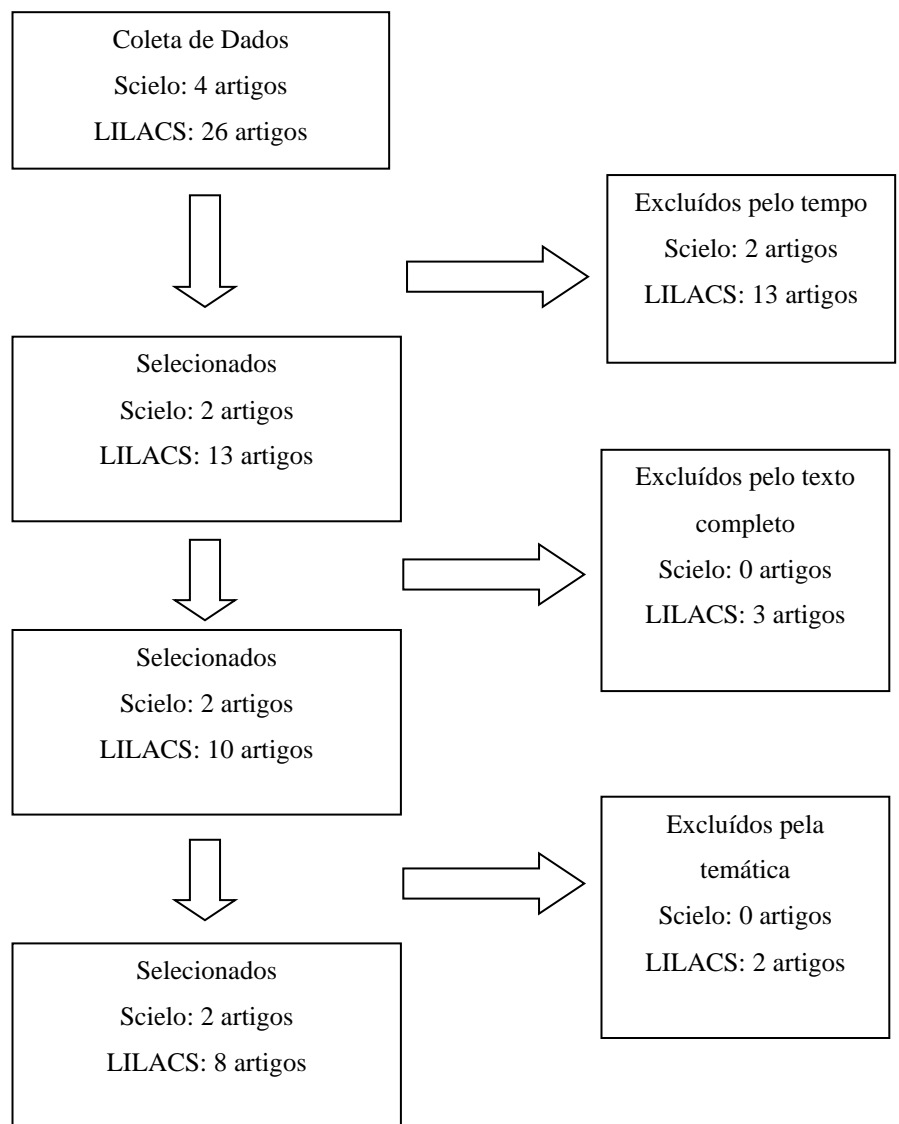 Coleta de Dados
Scielo: 4 artigos
LILACS: 26 artigos
Excluídos pelo tempo
Scielo: 2 artigos
LILACS: 13 artigos
Selecionados
Scielo: 2 artigos
LILACS: 13 artigos
Excluídos pelo texto
completo
Scielo: 0 artigos
LILACS: 3 artigos
Selecionados
Scielo: 2 artigos
LILACS: 10 artigos
Excluídos pela
temática
Scielo: 0 artigos
LILACS: 2 artigos
Selecionados
Scielo: 2 artigos
LILACS: 8 artigos